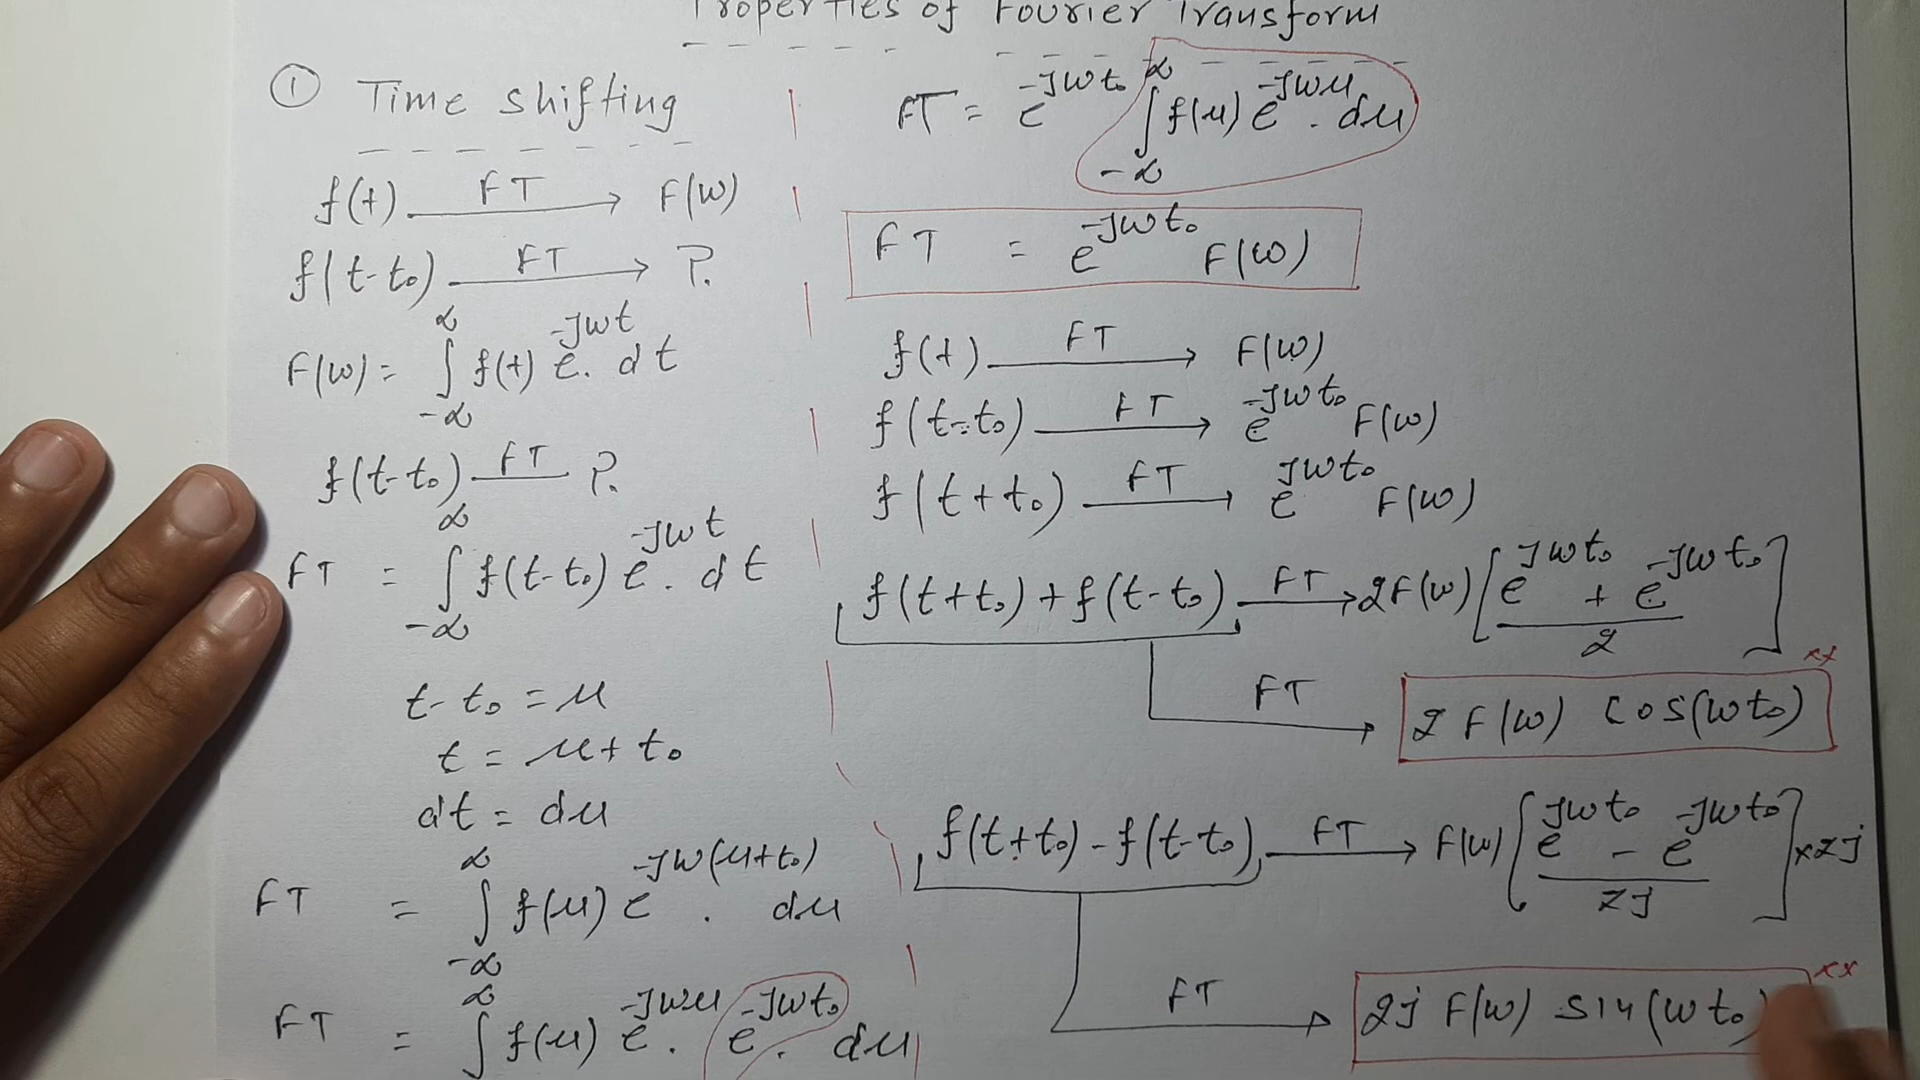 Properties of Fourier Transform
① Time shifting
f(t) FT → F(w)
f(t-t₀) FT → ?
F(w) = ∫_{-∞}^{∞} f(t) e^{-jwt} . dt
f(t-t₀) FT ?
FT = ∫_{-∞}^{∞} f(t-t₀) e^{-jwt} . dt
t-t₀ = u
t = u+t₀
dt = du
FT = ∫_{-∞}^{∞} f(u) e^{-jw(u+t₀)} . du
FT = ∫^{∞} f(u) e^{-jwu} . e^{-jwt₀} . du
FT = e^{-jwt₀} ∫_{-∞}^{∞} f(u) e^{-jwu} . du
FT = e^{-jwt₀} F(w)
f(t) FT → F(w)
f(t-t₀) FT → e^{-jwt₀} F(w)
f(t+t₀) FT → e^{jwt₀} F(w)
f(t+t₀)+f(t-t₀) FT → 2F(w) [(e^{jwt₀} + e^{-jwt₀})/2]
FT → 2 F(w) cos(wt₀) xx
f(t+t₀)-f(t-t₀) FT → F(w) [(e^{jwt₀} - e^{-jwt₀})/2j] x2j
FT → 2j F(w) sin(wt₀ xx